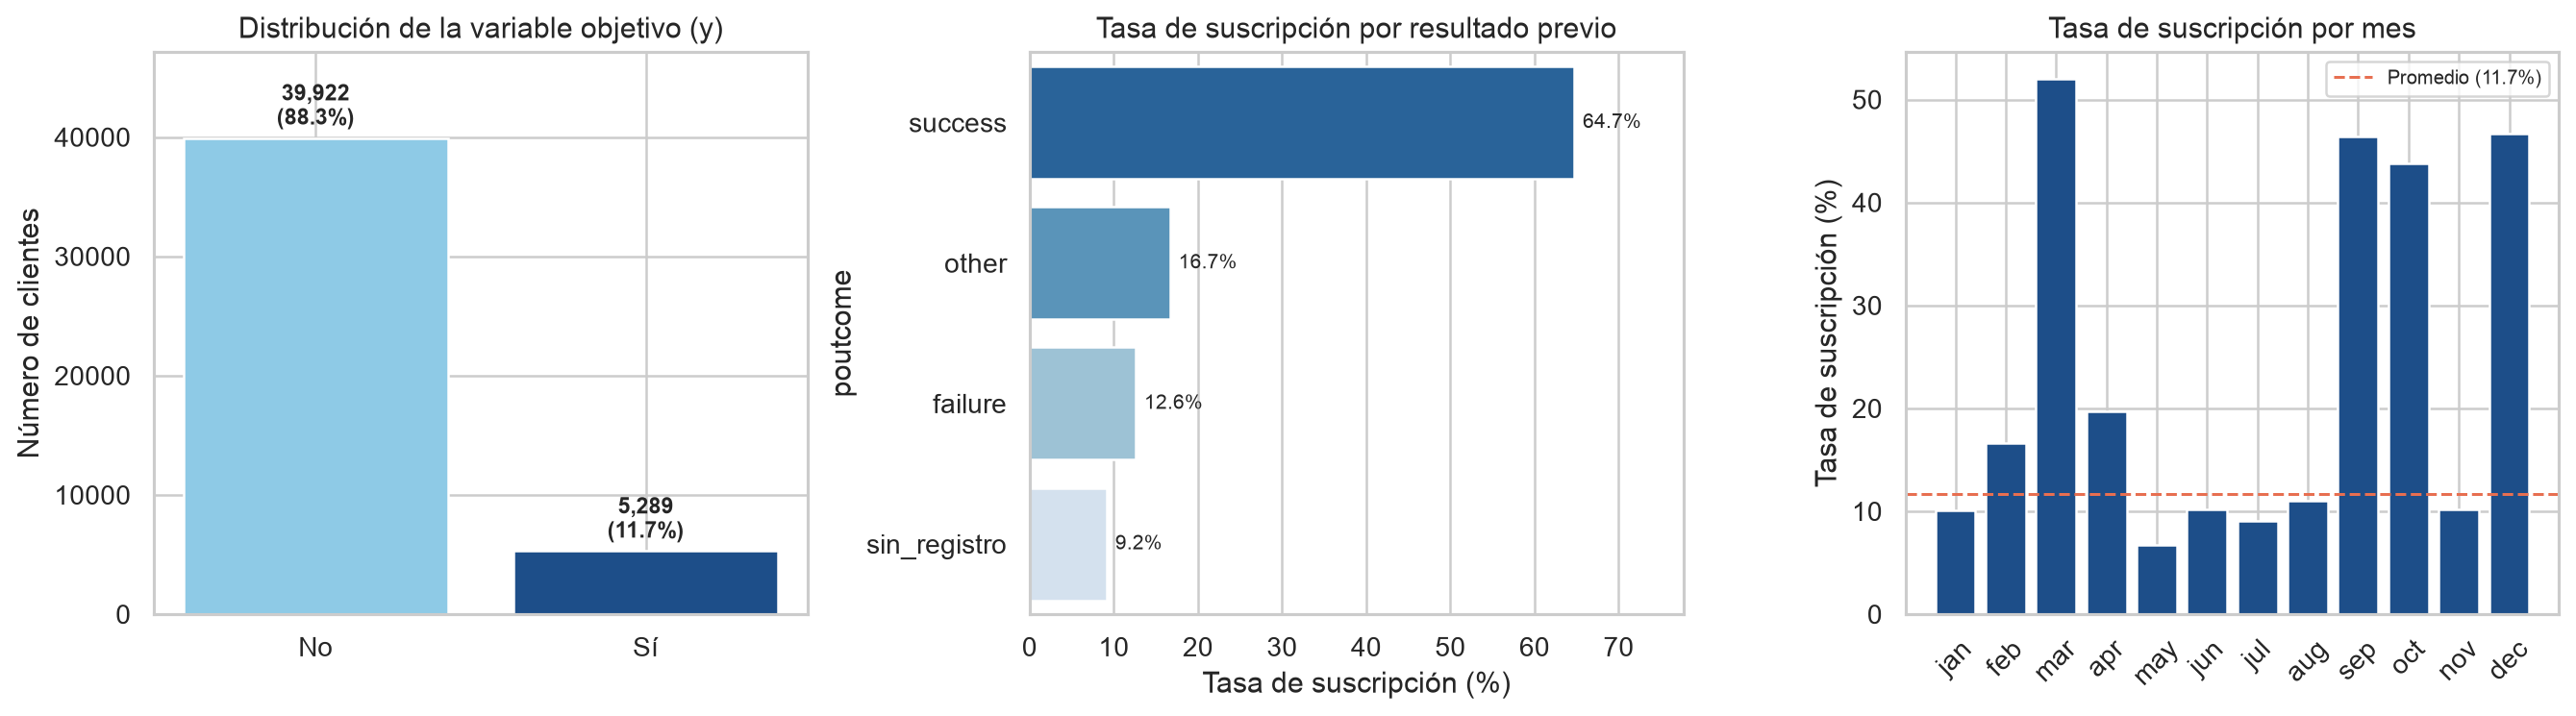 Distribución de la variable objetivo (y)
Número de clientes
40000
30000
20000
10000
0
39,922
(88.3%)
5,289
(11.7%)
No
Sí
Tasa de suscripción por resultado previo
poutcome
success
other
failure
sin_registro
64.7%
16.7%
12.6%
9.2%
0
10
20
30
40
50
60
70
Tasa de suscripción (%)
Tasa de suscripción por mes
Promedio (11.7%)
Tasa de suscripción (%)
50
40
30
20
10
0
jan
feb
mar
apr
may
jun
jul
aug
sep
oct
nov
dec